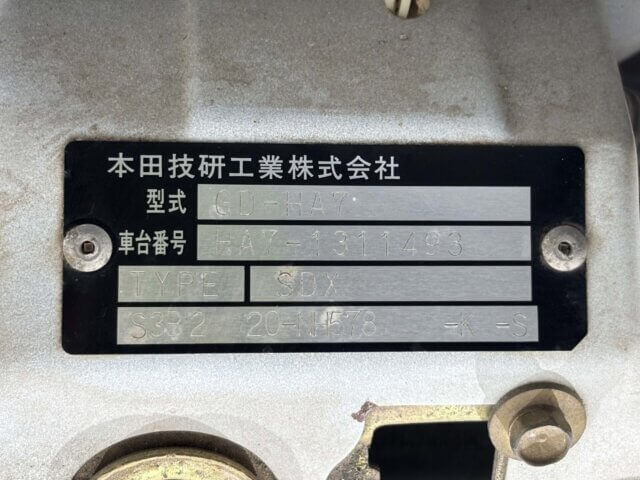 本田技研工業株式会社
型式 GD-HA7
車台番号 HA7-1311493
TYPE SDX
S3B2 20-NH578 -K -S